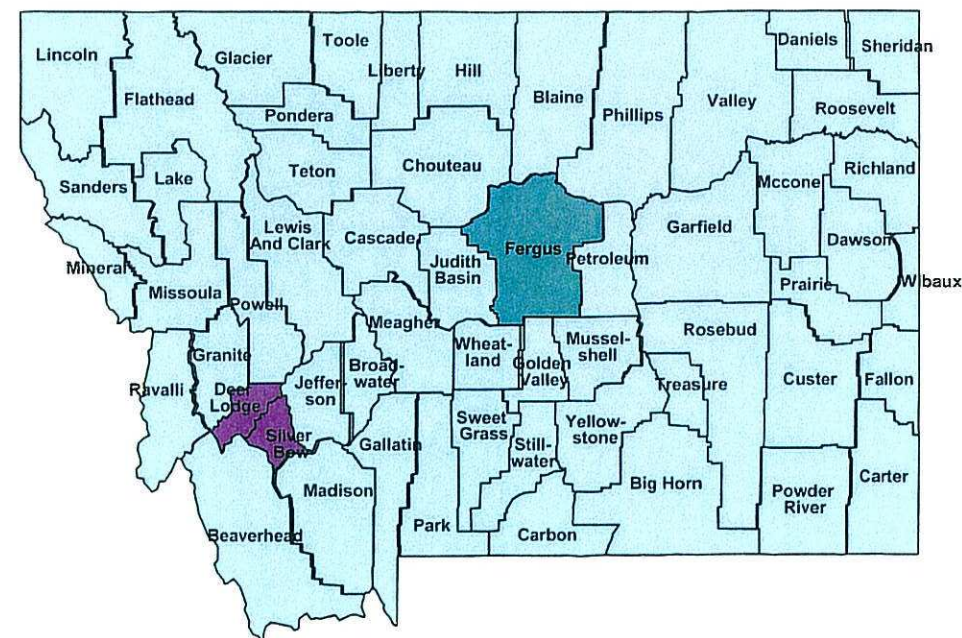 Lincoln
Flathead
Glacier
Toole
Liberty
Hill
Blaine
Phillips
Valley
Daniels
Sheridan
Roosevelt
Pondera
Teton
Chouteau
Sanders
Lake
Lewis
And Clark
Cascade
Judith
Basin
Fergus
Petroleum
Garfield
Mccone
Richland
Dawson
Prairie
Wibaux
Mineral
Missoula
Powell
Meagher
Wheat-
land
Golden
Valley
Mussel-
shell
Rosebud
Treasure
Custer
Fallon
Ravalli
Granite
Deer
Lodge
Silver
Bow
Jeffer-
son
Broad-
water
Gallatin
Sweet
Grass
Still-
water
Yellow-
stone
Big Horn
Powder
River
Carter
Beaverhead
Madison
Park
Carbon